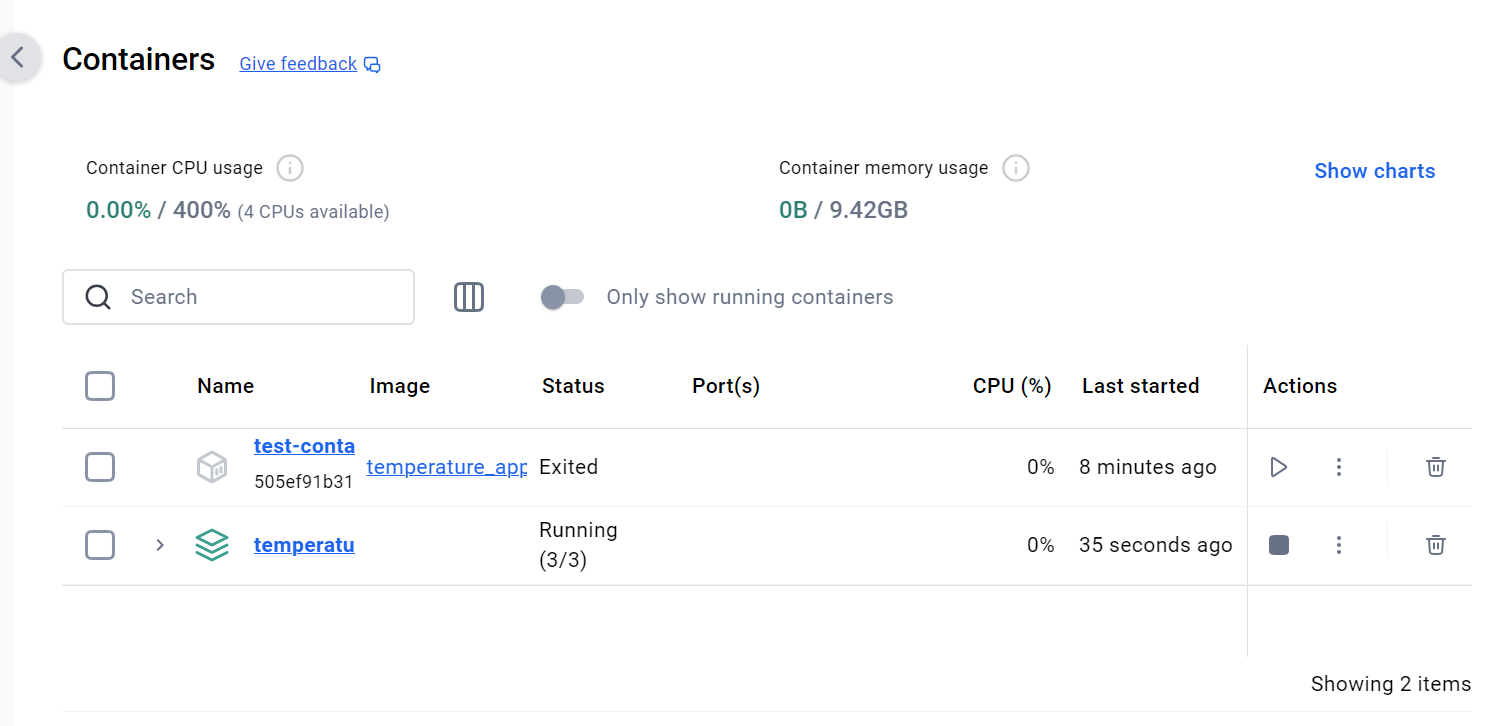 Containers Give feedback
Container CPU usage
0.00% / 400% (4 CPUs available)
Container memory usage
0B / 9.42GB
Show charts
Search
Only show running containers
Name Image Status Port(s) CPU (%) Last started Actions
test-conta
505ef91b31
temperature_app Exited 0% 8 minutes ago
temperatu Running (3/3) 0% 35 seconds ago
Showing 2 items